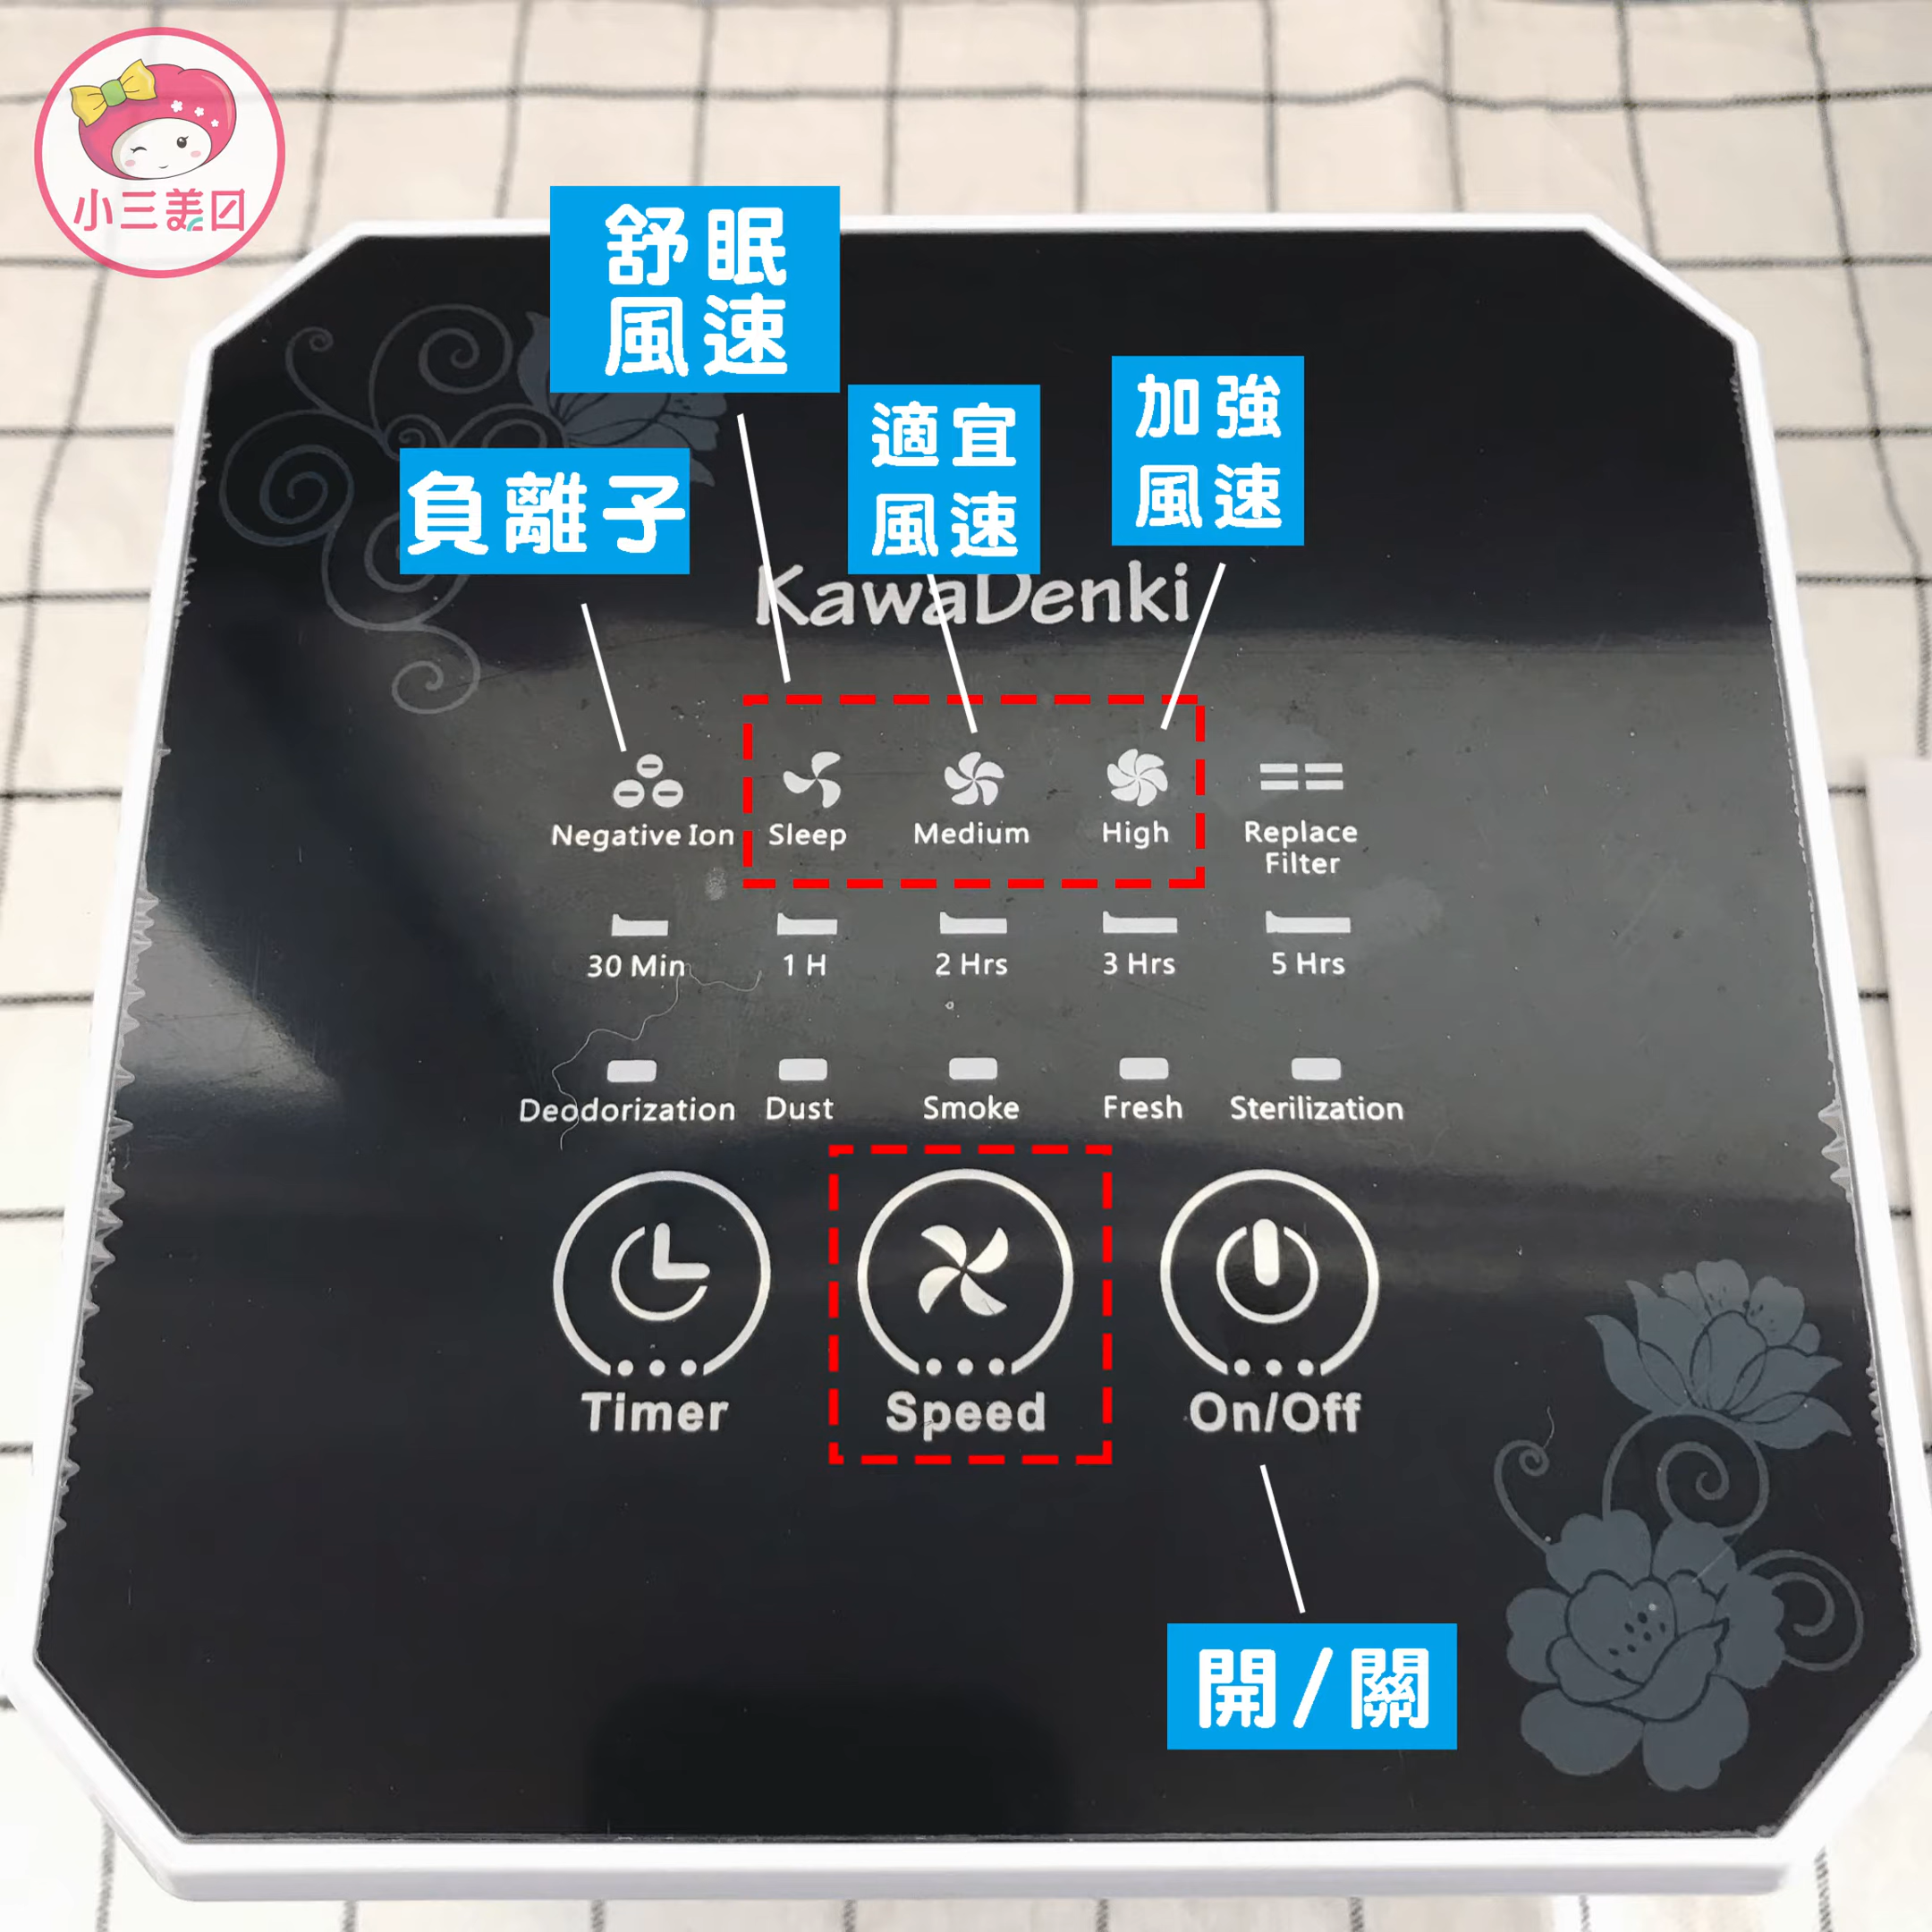 小三美日
舒眠
風速
適宜
風速
加強
風速
負離子
KawaDenki
Negative Ion
Sleep
Medium
High
Replace
Filter
30 Min
1 H
2 Hrs
3 Hrs
5 Hrs
Deodorization
Dust
Smoke
Fresh
Sterilization
Timer
Speed
On/Off
開/關